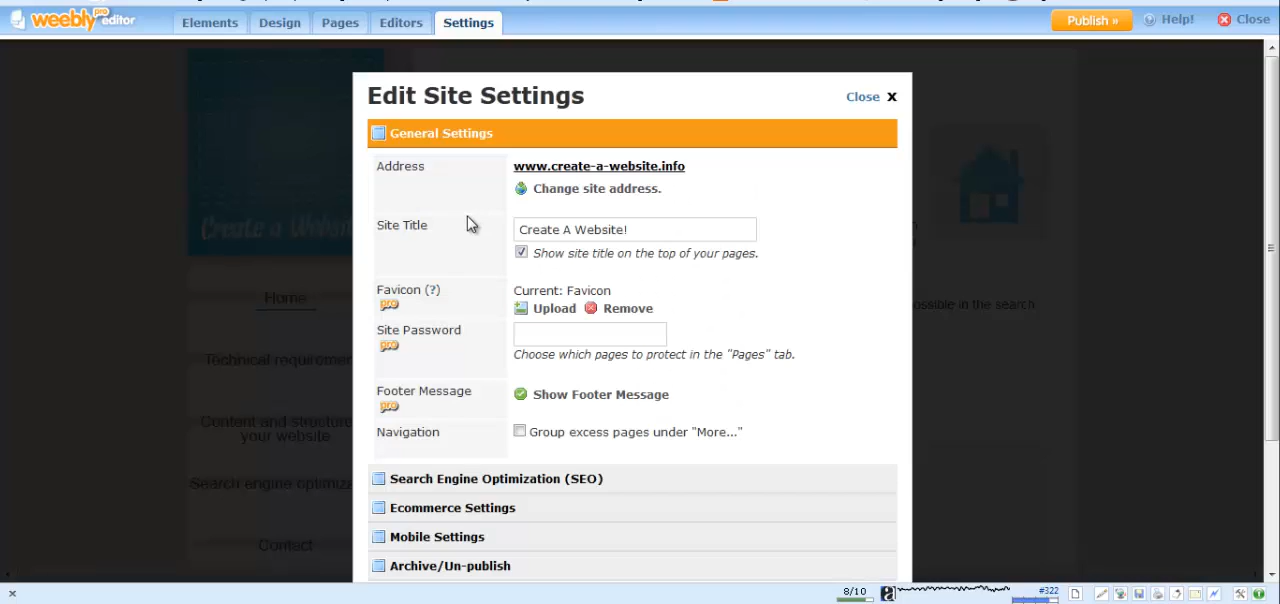 weebly pro editor
Elements Design Pages Editors Settings
Publish » Help! Close
Edit Site Settings
Close X
General Settings
Address www.create-a-website.info
Change site address.
Site Title Create A Website!
Show site title on the top of your pages.
Favicon (?) Current: Favicon
pro Upload Remove
Site Password
pro
Choose which pages to protect in the "Pages" tab.
Footer Message Show Footer Message
pro
Navigation Group excess pages under "More..."
Search Engine Optimization (SEO)
Ecommerce Settings
Mobile Settings
Archive/Un-publish
Create a Website
Home
Technical requirement
Content and structure
your website
Search engine optimiza
Contact
ossible in the search
8/10 a #322